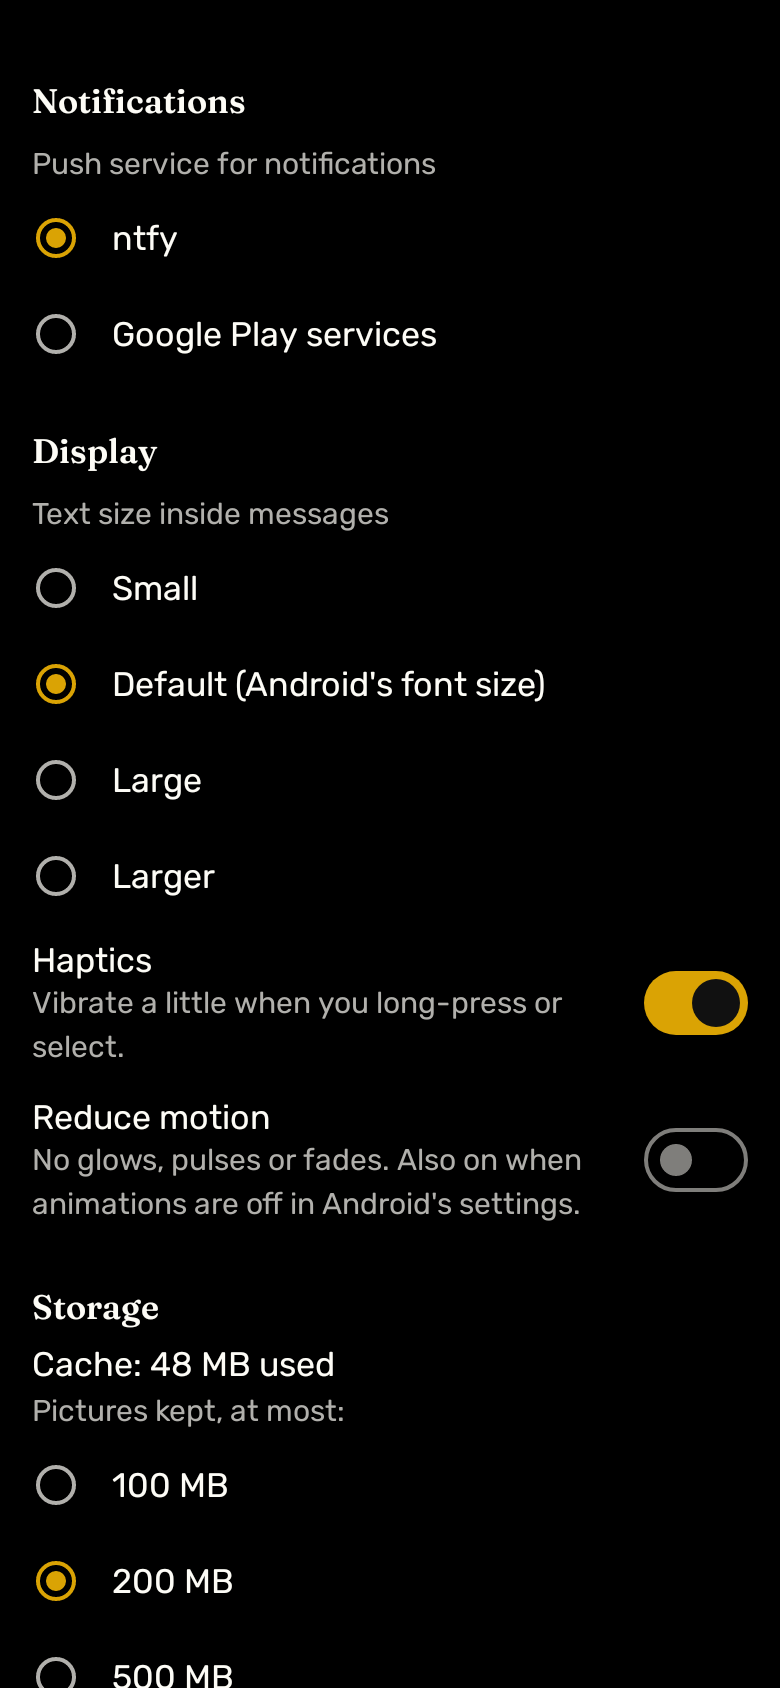 Notifications
Push service for notifications
ntfy
Google Play services
Display
Text size inside messages
Small
Default (Android's font size)
Large
Larger
Haptics
Vibrate a little when you long-press or
select.
Reduce motion
No glows, pulses or fades. Also on when
animations are off in Android's settings.
Storage
Cache: 48 MB used
Pictures kept, at most:
100 MB
200 MB
500 MB